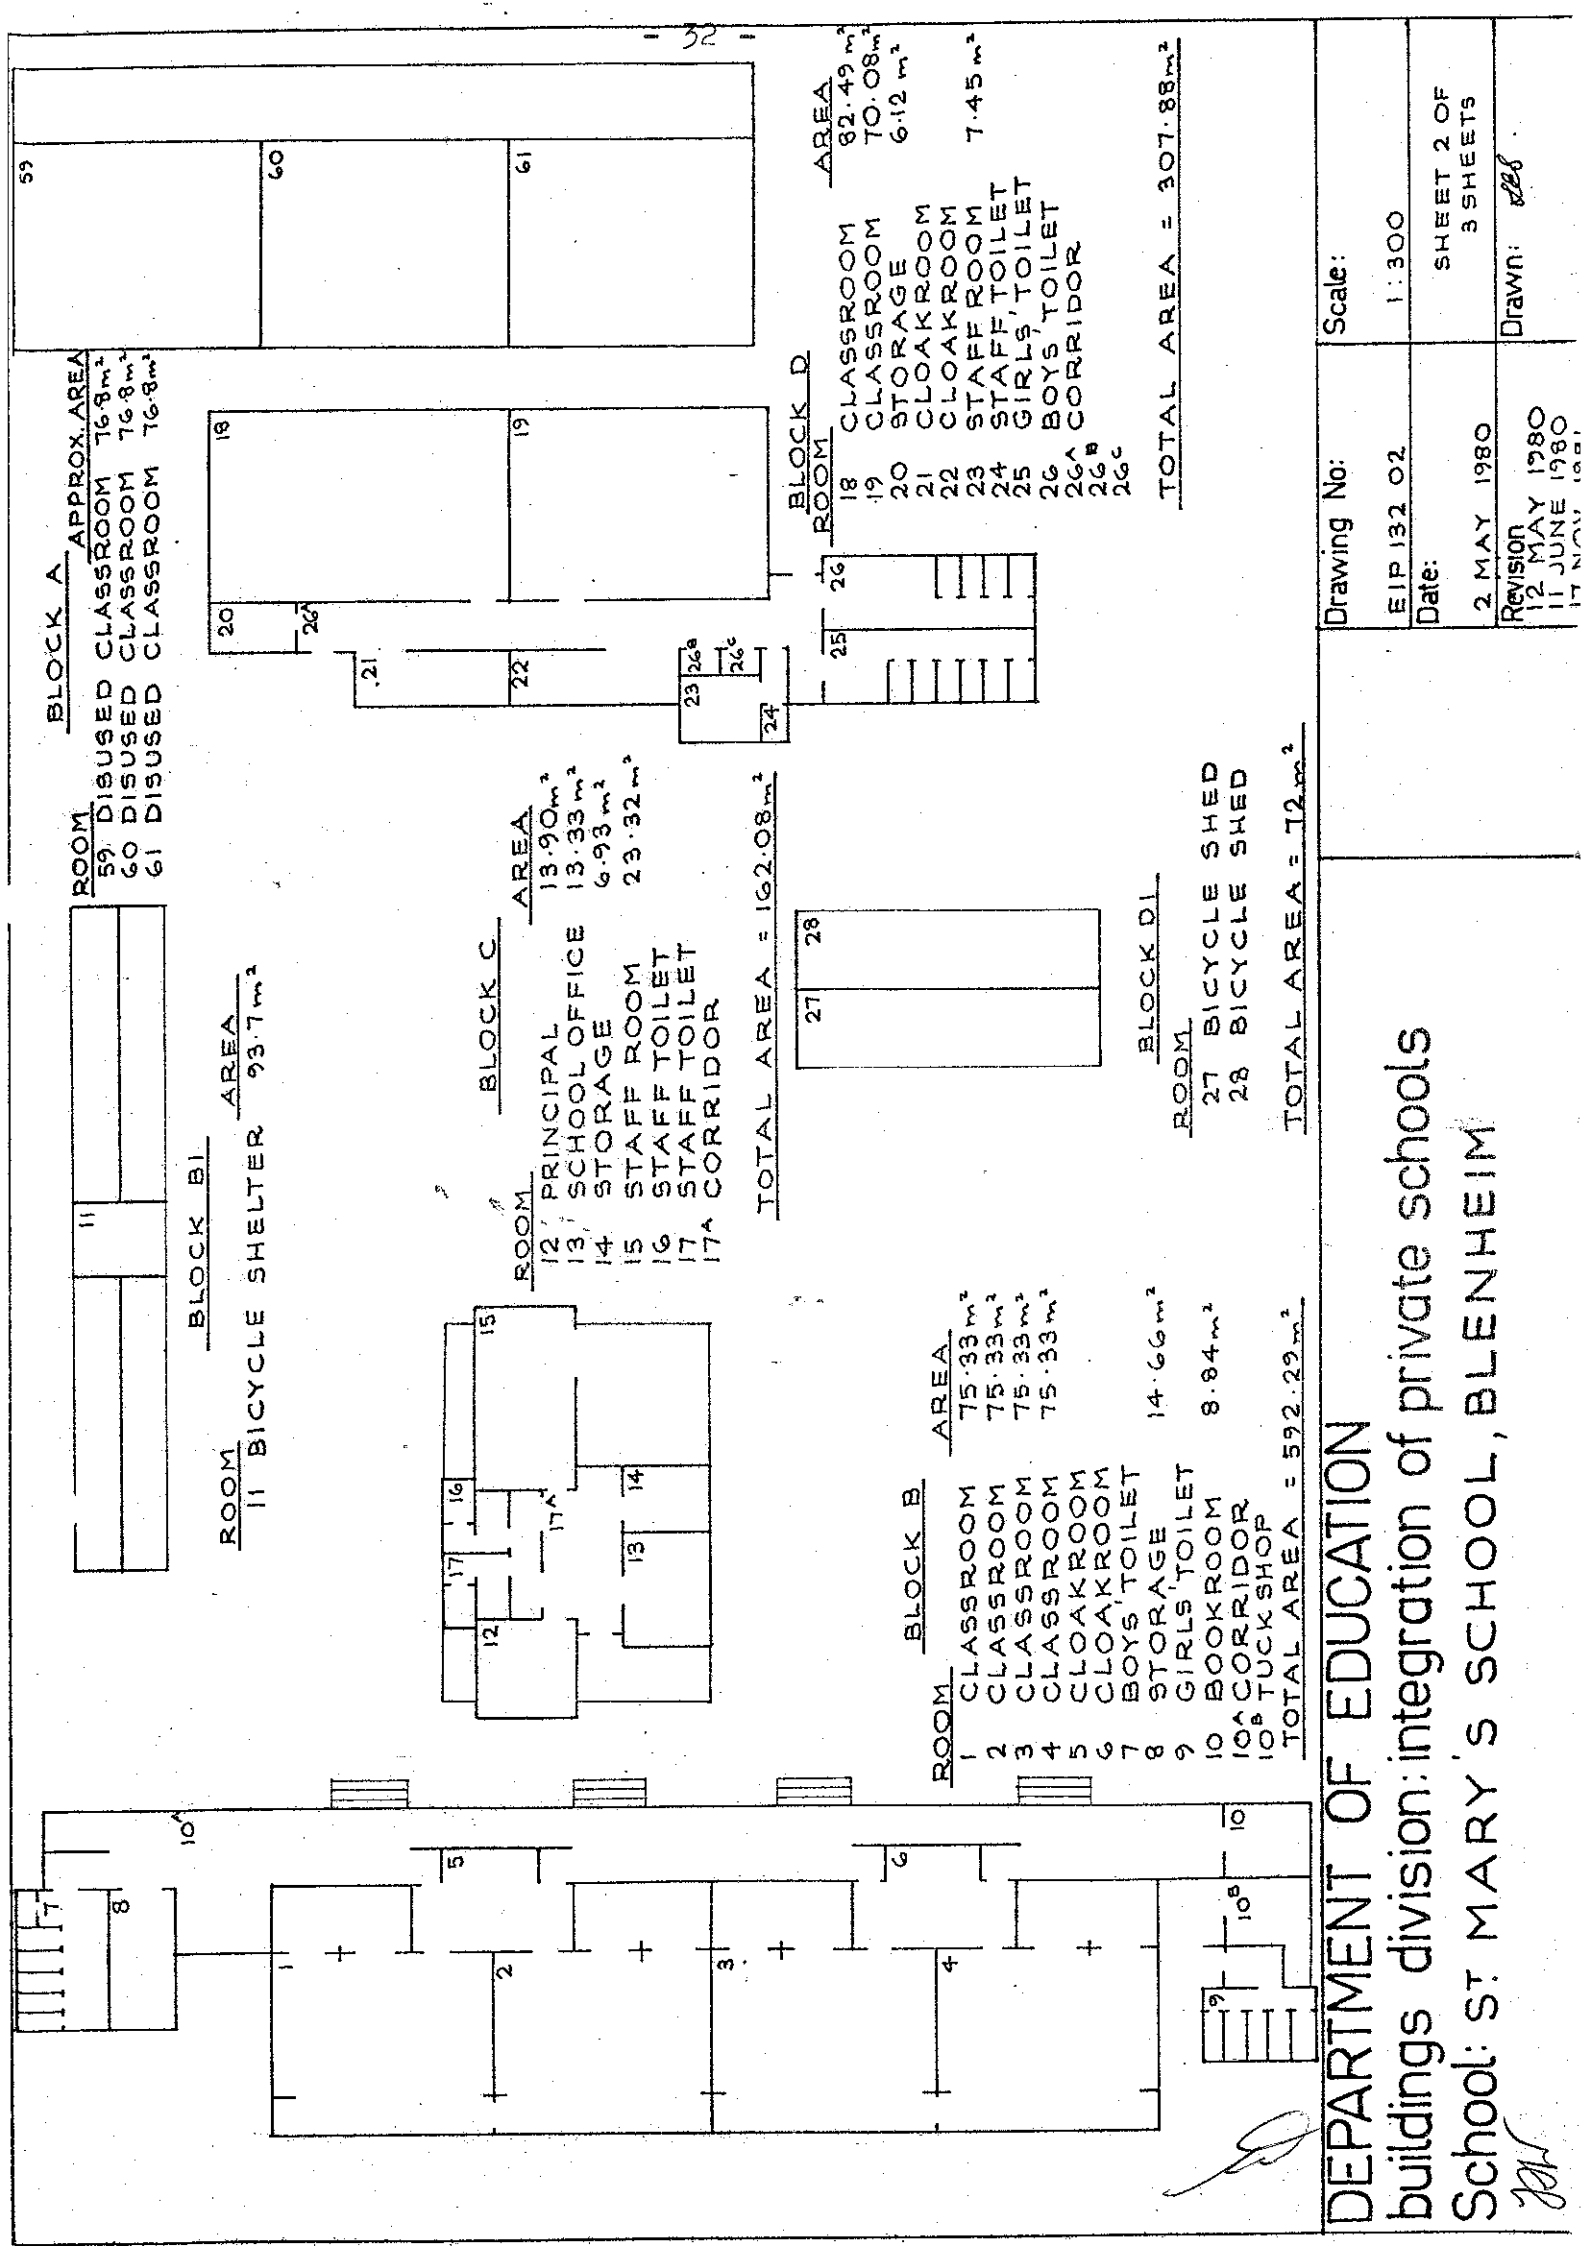 - 32 -
BLOCK A
ROOM APPROX. AREA
59 DISUSED CLASSROOM 76.8m²
60 DISUSED CLASSROOM 76.8m²
61 DISUSED CLASSROOM 76.8m²
59
60
61
11
BLOCK B1
ROOM AREA
11 BICYCLE SHELTER 93.7m²
18
19
20
26A
21
22
23
26B
26C
24
25
26
BLOCK C
ROOM AREA
12 PRINCIPAL 13.90m²
13 SCHOOL OFFICE 13.33m²
14 STORAGE 6.93m²
15 STAFF ROOM 23.32m²
16 STAFF TOILET
17 STAFF TOILET
17A CORRIDOR
TOTAL AREA = 162.08m²
15
16
17
12
17A
14
13
BLOCK D
ROOM AREA
18 CLASSROOM 82.49m²
19 CLASSROOM 70.08m²
20 STORAGE 6.12m²
21 CLOAKROOM
22 CLOAKROOM
23 STAFF ROOM 7.45m²
24 STAFF TOILET
25 GIRLS' TOILET
26 BOYS' TOILET
26A CORRIDOR
26B
26C
TOTAL AREA = 307.88m²
27
28
BLOCK D1
ROOM
27 BICYCLE SHED
28 BICYCLE SHED
TOTAL AREA = 72m²
7
8
10A
1
5
2
3
6
4
10
10B
9
BLOCK B
ROOM AREA
1 CLASSROOM 75.33m²
2 CLASSROOM 75.33m²
3 CLASSROOM 75.33m²
4 CLASSROOM 75.33m²
5 CLOAKROOM
6 CLOAKROOM
7 BOYS' TOILET
8 STORAGE 14.66m²
9 GIRLS' TOILET
10 BOOKROOM 8.84m²
10A CORRIDOR
10B TUCKSHOP
TOTAL AREA = 592.29m²
DEPARTMENT OF EDUCATION
buildings division: integration of private schools
School: ST MARY'S SCHOOL, BLENHEIM
Drawing No:
EIP 132 02
Scale:
1:300
Date:
2 MAY 1980
SHEET 2 OF
3 SHEETS
Revision
12 MAY 1980
11 JUNE 1980
17 NOV 1981
Drawn: